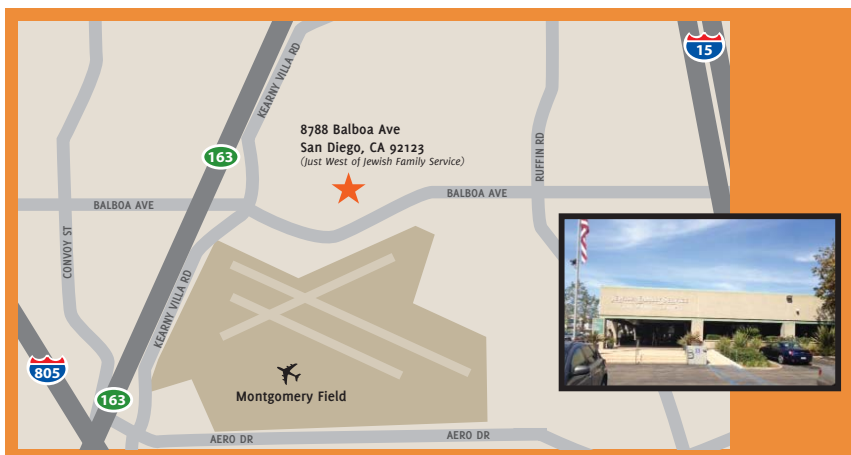 15
KEARNY VILLA RD
8788 Balboa Ave
San Diego, CA 92123
(Just West of Jewish Family Service)
163
RUFFIN RD
BALBOA AVE
BALBOA AVE
CONVOY ST
KEARNY VILLA RD
805
163
Montgomery Field
AERO DR
AERO DR